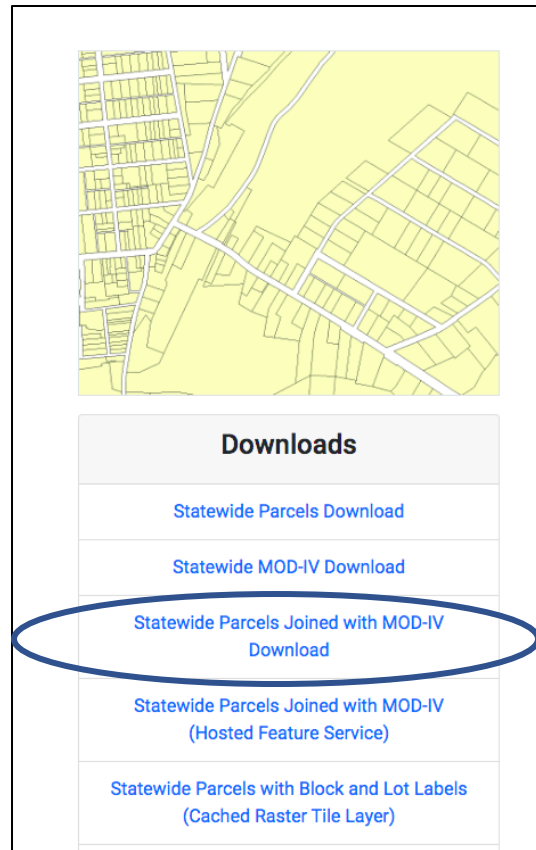 Downloads
Statewide Parcels Download
Statewide MOD-IV Download
Statewide Parcels Joined with MOD-IV
Download
Statewide Parcels Joined with MOD-IV
(Hosted Feature Service)
Statewide Parcels with Block and Lot Labels
(Cached Raster Tile Layer)